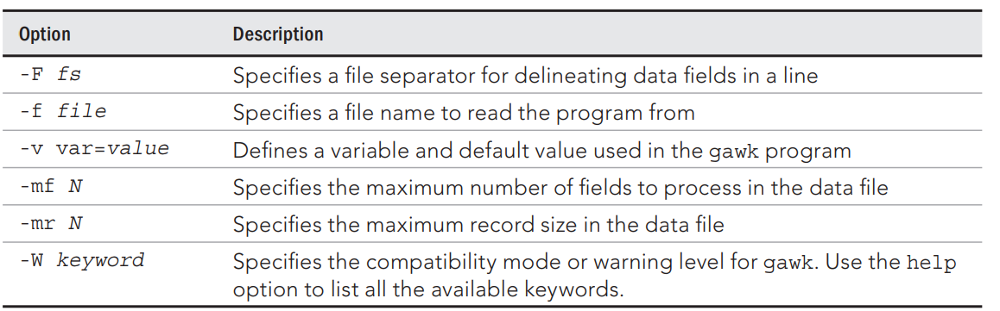 Option Description
-F fs Specifies a file separator for delineating data fields in a line
-f file Specifies a file name to read the program from
-v var=value Defines a variable and default value used in the gawk program
-mf N Specifies the maximum number of fields to process in the data file
-mr N Specifies the maximum record size in the data file
-W keyword Specifies the compatibility mode or warning level for gawk. Use the help
option to list all the available keywords.